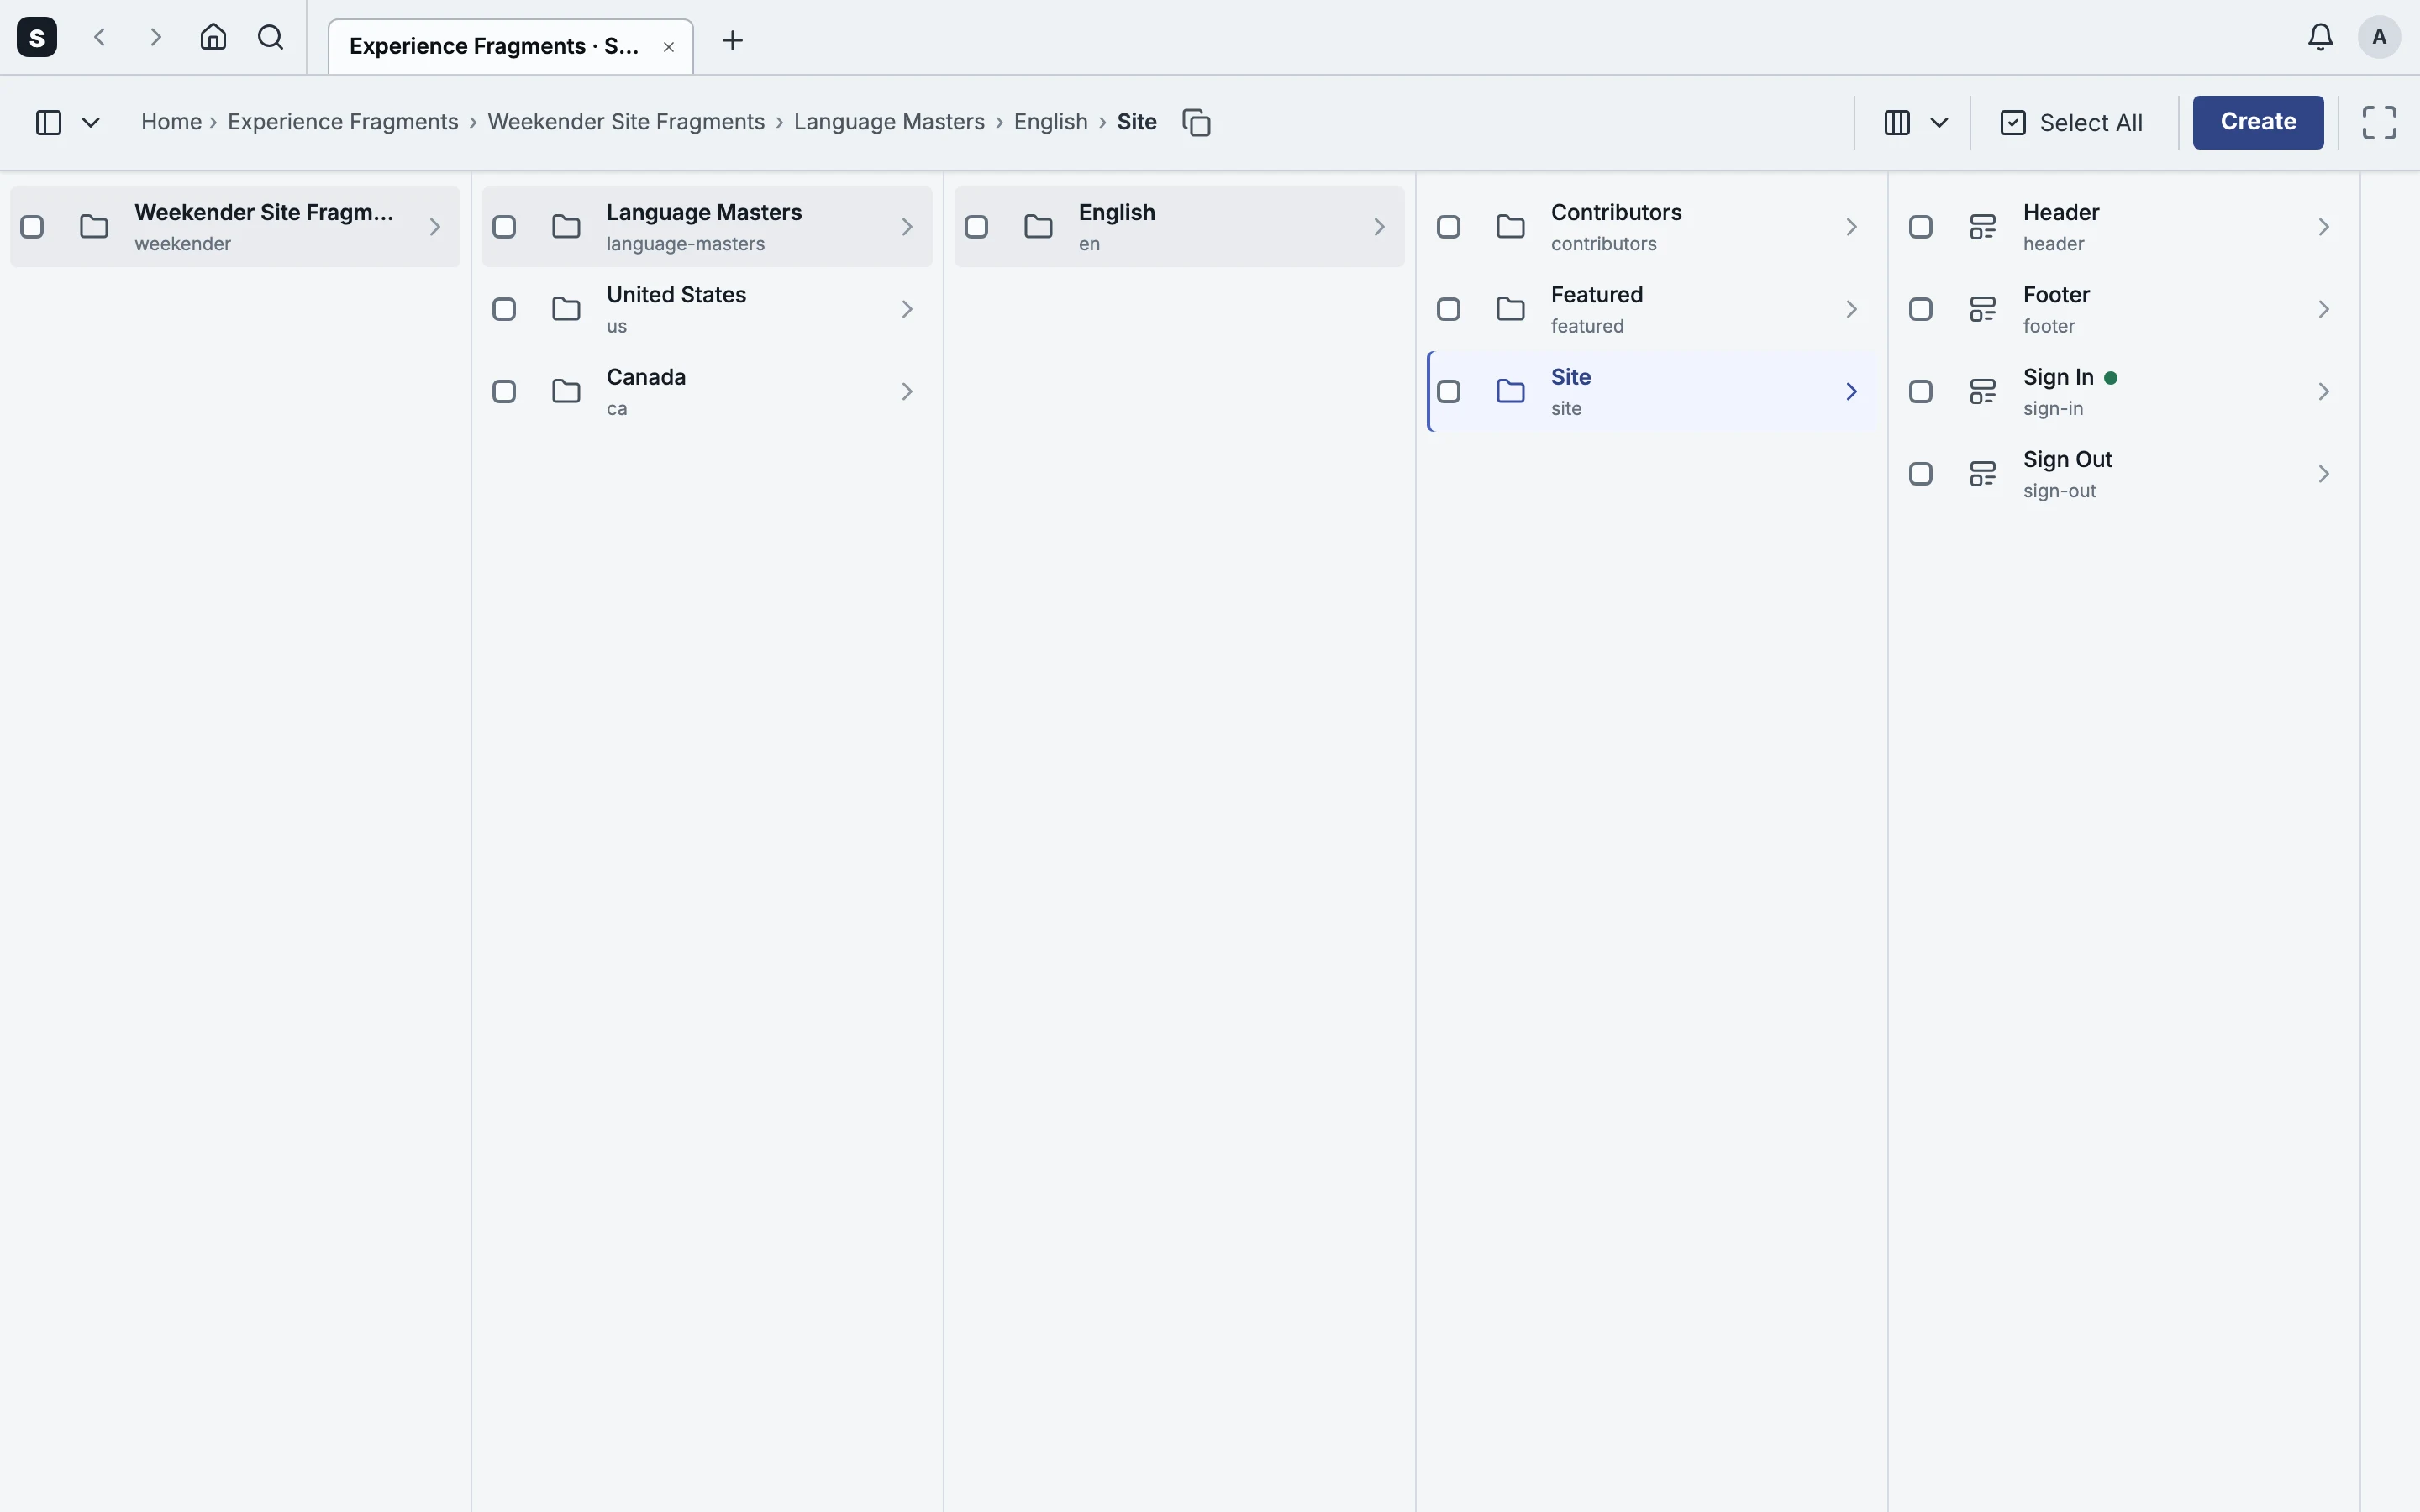 S
Experience Fragments · S...
A
Home › Experience Fragments › Weekender Site Fragments › Language Masters › English › Site
Select All
Create
Weekender Site Fragm...
weekender
Language Masters
language-masters
United States
us
Canada
ca
English
en
Contributors
contributors
Featured
featured
Site
site
Header
header
Footer
footer
Sign In
sign-in
Sign Out
sign-out